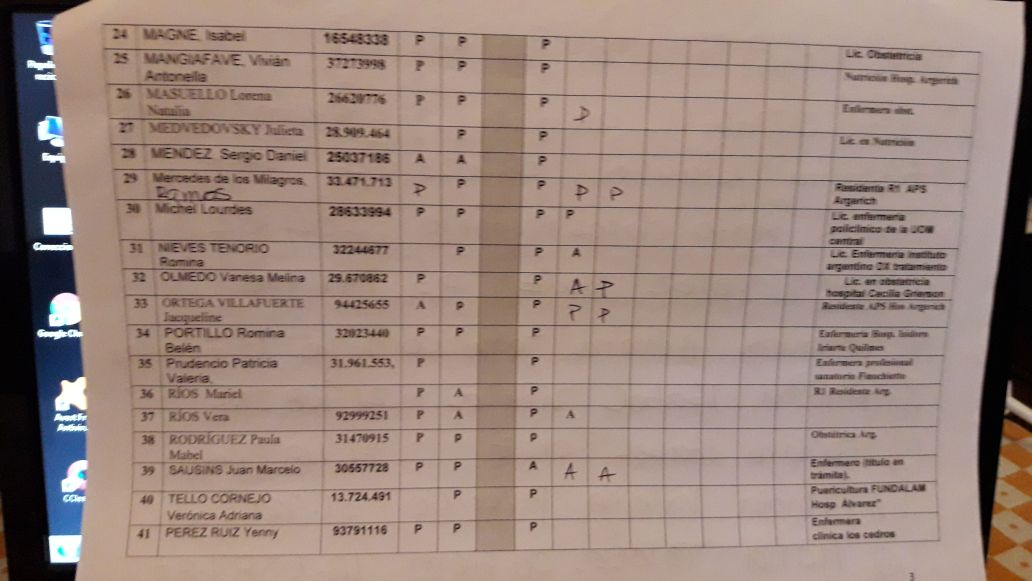 24 MAGNE, Isabel 16548338 P P P Lic. Obstetricia
25 MANGIAFAVE, Vivián 37273998 P P P Nutrición Hosp. Argerich
Antonella
26 MASUELLO Lorena 26620776 P P P D Enfermera obst.
Natalia
27 MEDVEDOVSKY Julieta 28.909.464 P P Lic. en Nutrición
28 MENDEZ Sergio Daniel 25037186 A A P
29 Mercedes de los Milagros, 33.471.713 P P P P P Residente R1 APS
Ramos Argerich
30 Michel Lourdes 28633994 P P P P Lic. enfermería
policlínico de la UOM
central
31 NIEVES TENORIO 32244677 P P A Lic. Enfermería Instituto
Romina argentino DX tratamiento
32 OLMEDO Vanesa Melina 29.670862 P P A P Lic. en obstetricia
hospital Cecilia Grierson
33 ORTEGA VILLAFUERTE 94425655 A P P P P Residente APS Hos Argerich
Jacqueline
34 PORTILLO Romina 32023440 P P P Enfermería Hosp. Isidoro
Belén Iriarte Quilmes
35 Prudencio Patricia 31.961.553, P P Enfermera profesional
Valeria, sanatorio Finochietto
36 RÍOS Mariel P A P R1 Residente Arg.
37 RÍOS Vera 92999251 P A P A
38 RODRÍGUEZ Paula 31470915 P P P Obstétrica Arg.
Mabel
39 SAUSINS Juan Marcelo 30557728 P P A A A Enfermero (título en
trámite).
40 TELLO CORNEJO 13.724.491 P P Puericultura FUNDALAM
Verónica Adriana Hosp Alvarez"
41 PEREZ RUIZ Yenny 93791116 P P P Enfermera
clínica los cedros
3